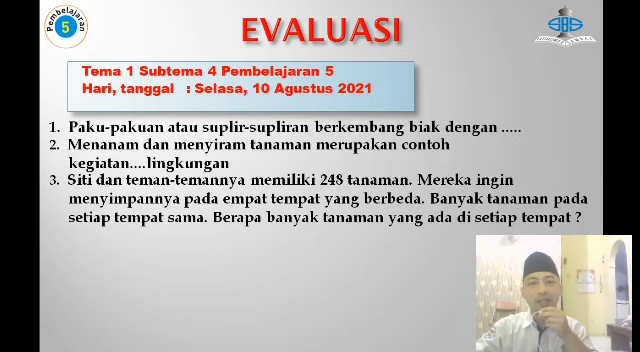 Pembelajaran
5
EVALUASI
SBS
Tema 1 Subtema 4 Pembelajaran 5
Hari, tanggal : Selasa, 10 Agustus 2021
1. Paku-pakuan atau suplir-supliran berkembang biak dengan .....
2. Menanam dan menyiram tanaman merupakan contoh
kegiatan....lingkungan
3. Siti dan teman-temannya memiliki 248 tanaman. Mereka ingin
menyimpannya pada empat tempat yang berbeda. Banyak tanaman pada
setiap tempat sama. Berapa banyak tanaman yang ada di setiap tempat ?